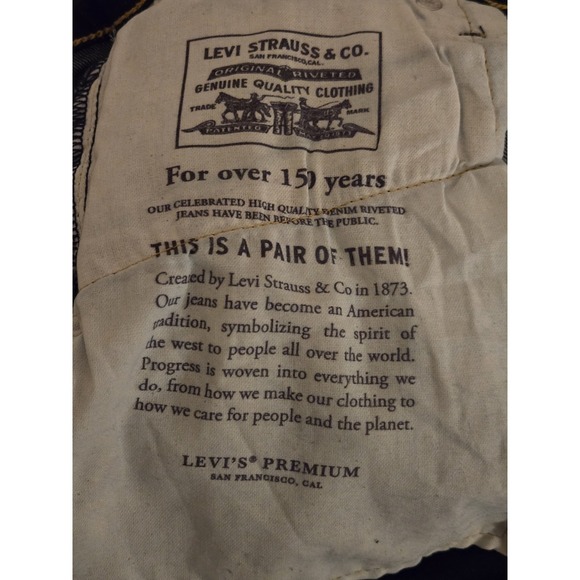 LEVI STRAUSS & CO.
SAN FRANCISCO, CAL.
ORIGINAL RIVETED
GENUINE QUALITY CLOTHING
TRADE MARK
PATENTED
For over 150 years
OUR CELEBRATED HIGH QUALITY DENIM RIVETED
JEANS HAVE BEEN BEFORE THE PUBLIC.
THIS IS A PAIR OF THEM!
Created by Levi Strauss & Co in 1873.
Our jeans have become an American
tradition, symbolizing the spirit of
the west to people all over the world.
Progress is woven into everything we
do, from how we make our clothing to
how we care for people and the planet.
LEVI'S® PREMIUM
SAN FRANCISCO, CAL